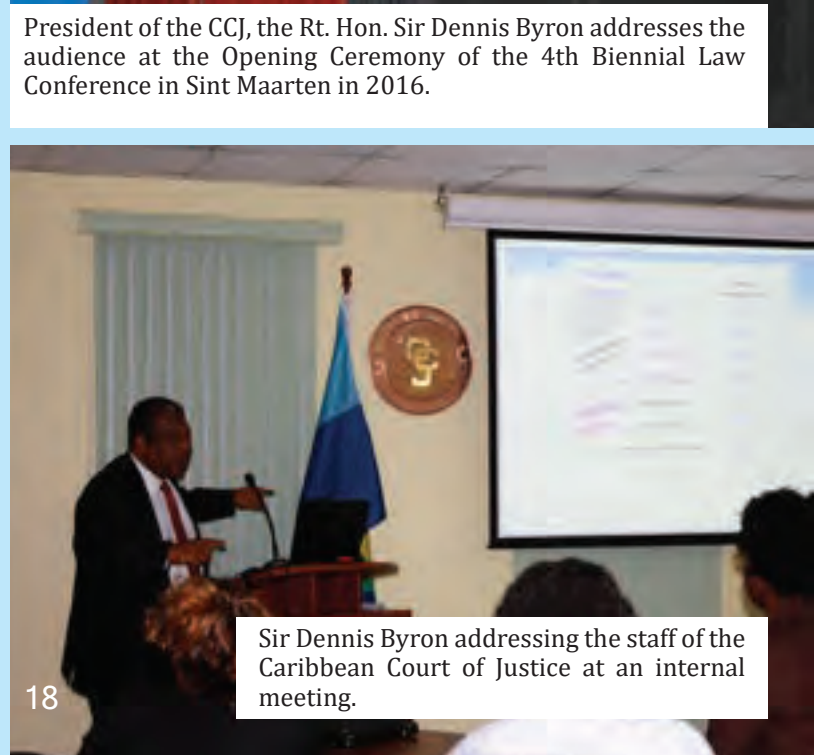 President of the CCJ, the Rt. Hon. Sir Dennis Byron addresses the
audience at the Opening Ceremony of the 4th Biennial Law
Conference in Sint Maarten in 2016.
CCJ
Sir Dennis Byron addressing the staff of the
Caribbean Court of Justice at an internal
meeting.
18